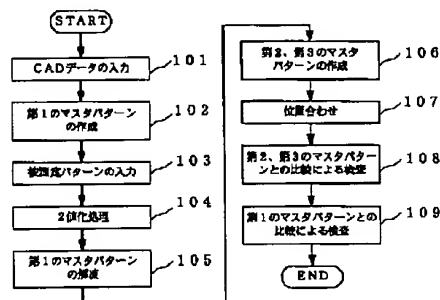 START
CADデータの入力
101
第1のマスタパターン
の作成
102
被測定パターンの入力
103
2値化処理
104
第1のマスタパターン
の
105
第2、第3のマスタ
パターンの作成
106
位置合わせ
107
第2、第3のマスタパター
ンとの比較による検査
108
第1のマスタパターンとの
比較による検査
109
END